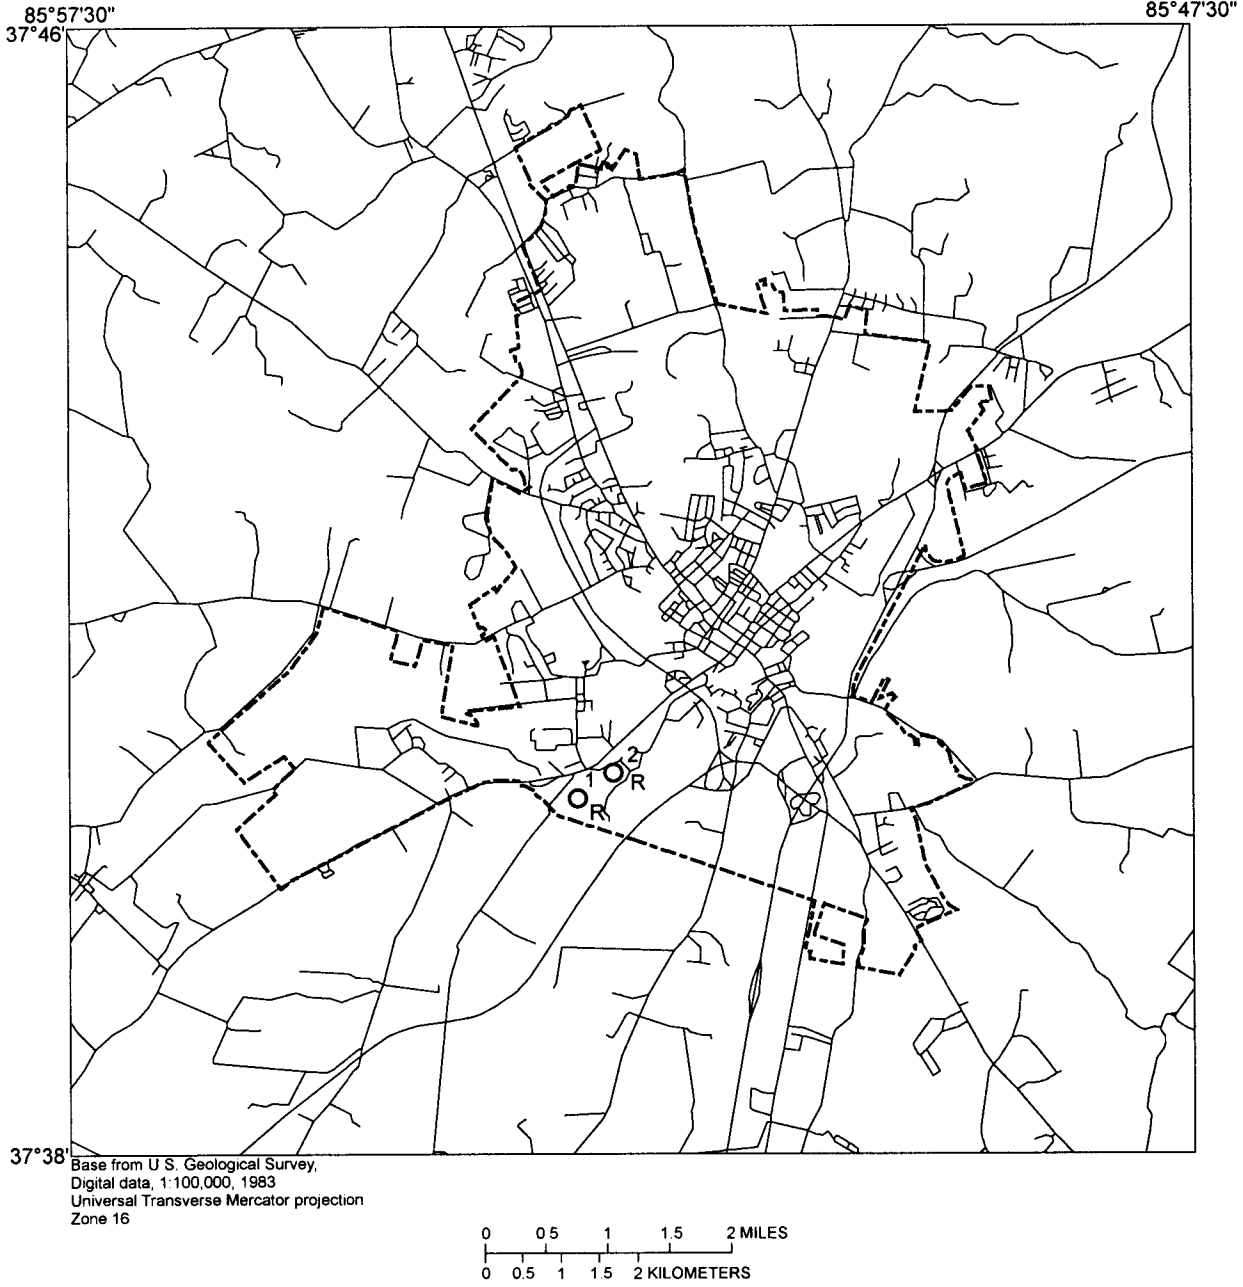 85°57'30"
85°47'30"
37°46'
2
1
R
R
37°38'
Base from U S. Geological Survey,
Digital data, 1:100,000, 1983
Universal Transverse Mercator projection
Zone 16
0 0 5 1 1.5 2 MILES
0 0.5 1 1.5 2 KILOMETERS